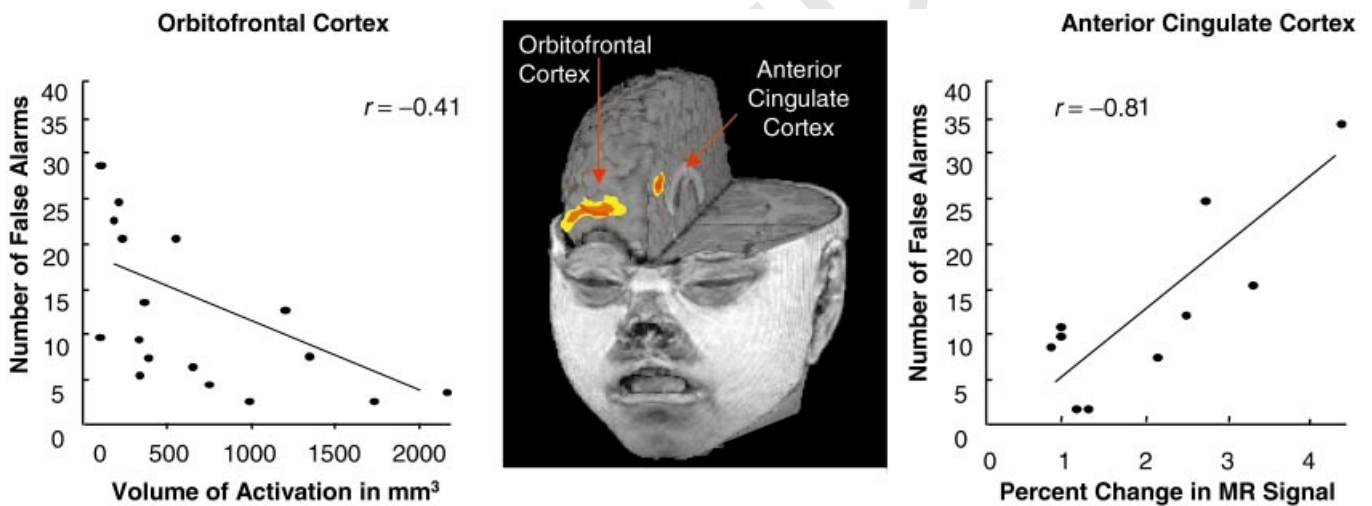 Orbitofrontal Cortex
Number of False Alarms
40
35
30
25
20
15
10
5
0
r = −0.41
0 500 1000 1500 2000
Volume of Activation in mm³
Orbitofrontal
Cortex
Anterior
Cingulate
Cortex
Anterior Cingulate Cortex
Number of False Alarms
40
35
30
25
20
15
10
5
0
r = −0.81
0 1 2 3 4
Percent Change in MR Signal